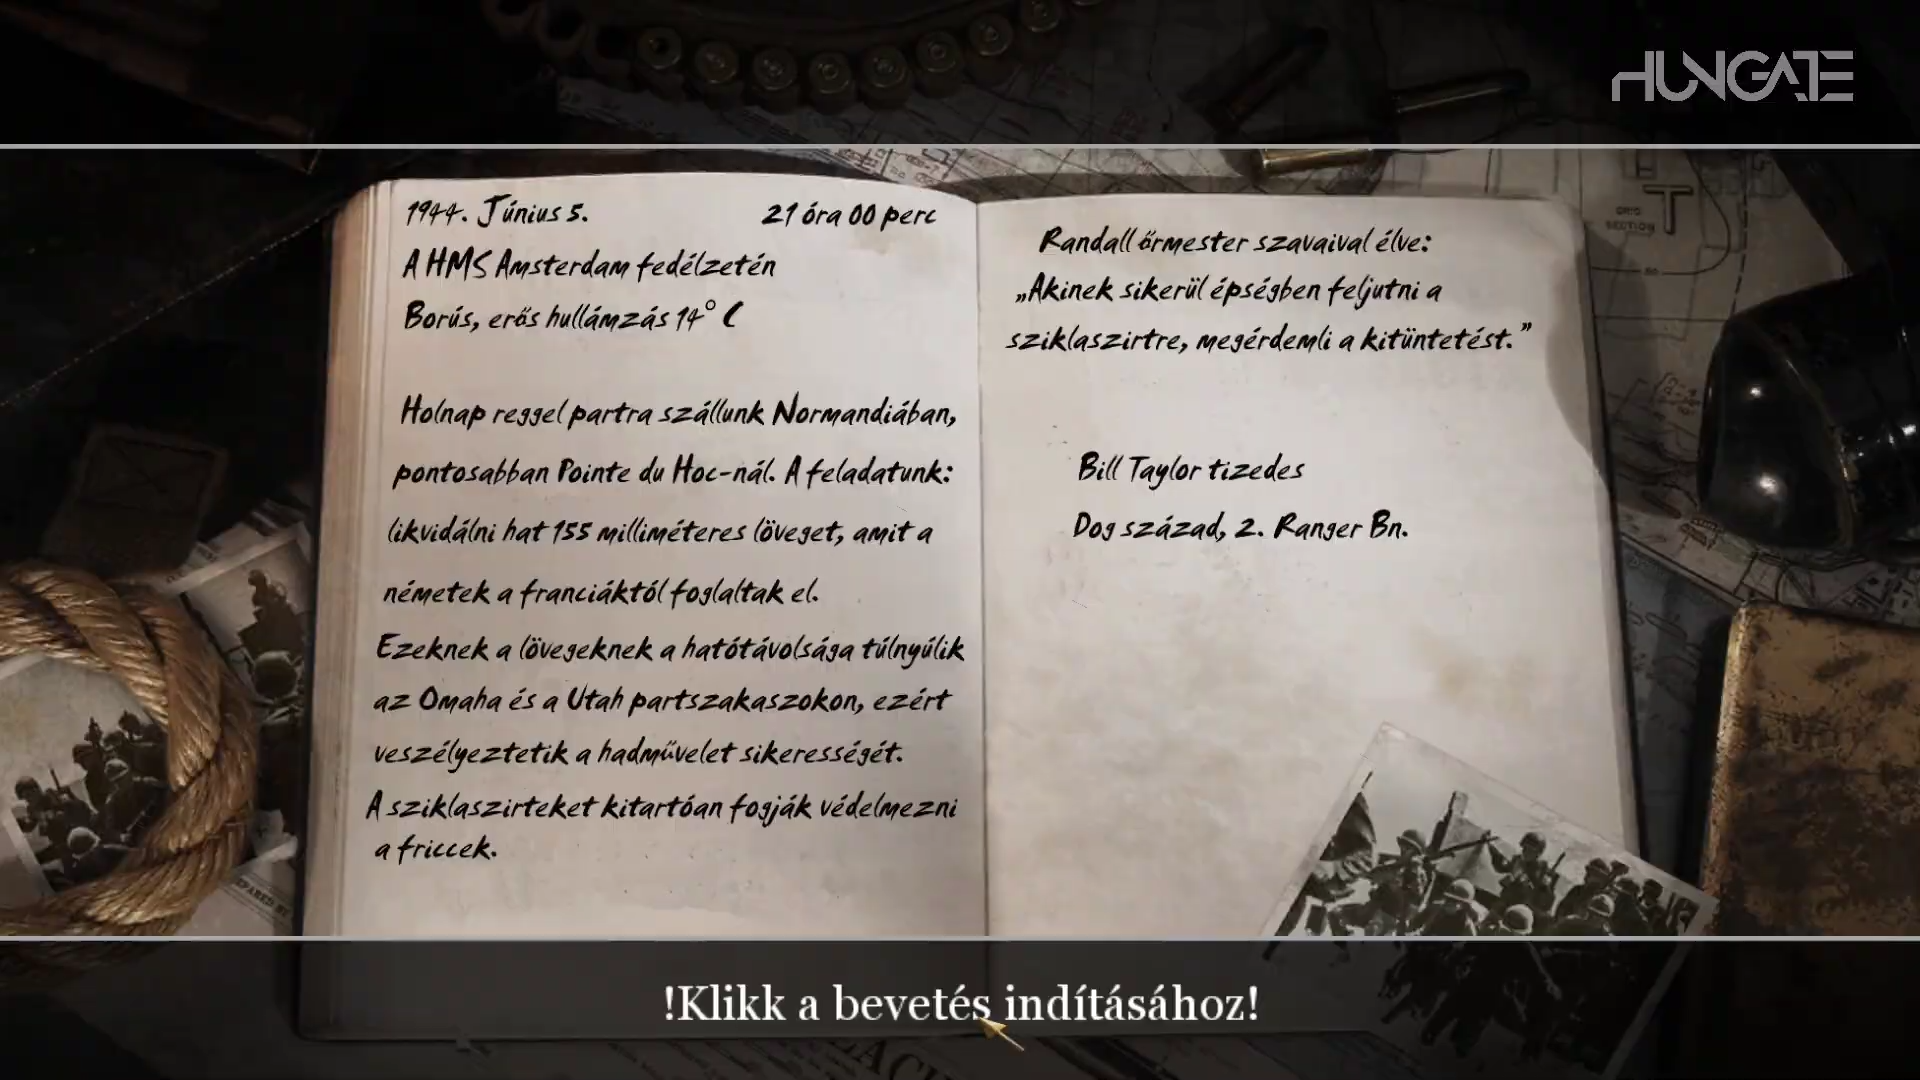 HUNGATE
1944. Június 5. 21 óra 00 perc
A HMS Amsterdam fedélzetén
Borús, erős hullámzás 14° C
Holnap reggel partra szállunk Normandiában,
pontosabban Pointe du Hoc-nál. A feladatunk:
likvidálni hat 155 milliméteres löveget, amit a
németek a franciáktól foglaltak el.
Ezeknek a lövegeknek a hatótávolsága túlnyúlik
az Omaha és a Utah partszakaszokon, ezért
veszélyeztetik a hadművelet sikerességét.
A sziklaszirteket kitartóan fogják védelmezni
a friccek.
Randall őrmester szavaival élve:
„Akinek sikerül épségben feljutni a
sziklaszirtre, megérdemli a kitüntetést.”
Bill Taylor tizedes
Dog század, 2. Ranger Bn.
GRID
SECTION
T
!Klikk a bevetés indításához!